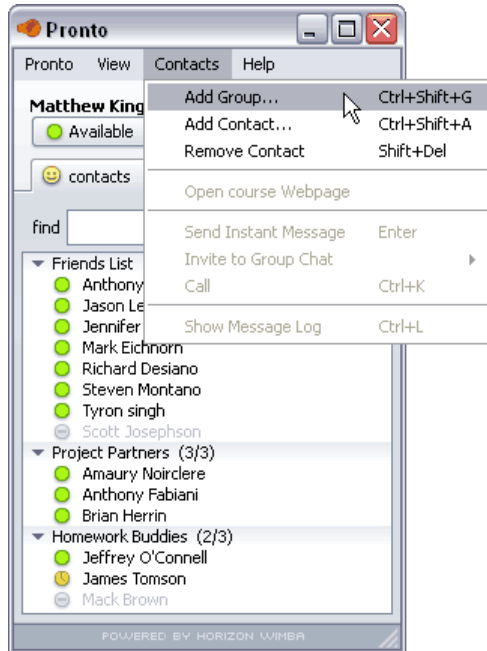 Pronto
Pronto View Contacts Help
Matthew King
Available
contacts
find
Add Group... Ctrl+Shift+G
Add Contact... Ctrl+Shift+A
Remove Contact Shift+Del
Open course Webpage
Send Instant Message Enter
Invite to Group Chat
Call Ctrl+K
Show Message Log Ctrl+L
Friends List
Anthony
Jason Le
Jennifer
Mark Eichhorn
Richard Desiano
Steven Montano
Tyron singh
Scott Josephson
Project Partners (3/3)
Amaury Noirclere
Anthony Fabiani
Brian Herrin
Homework Buddies (2/3)
Jeffrey O'Connell
James Tomson
Mack Brown
POWERED BY HORIZON WIMBA